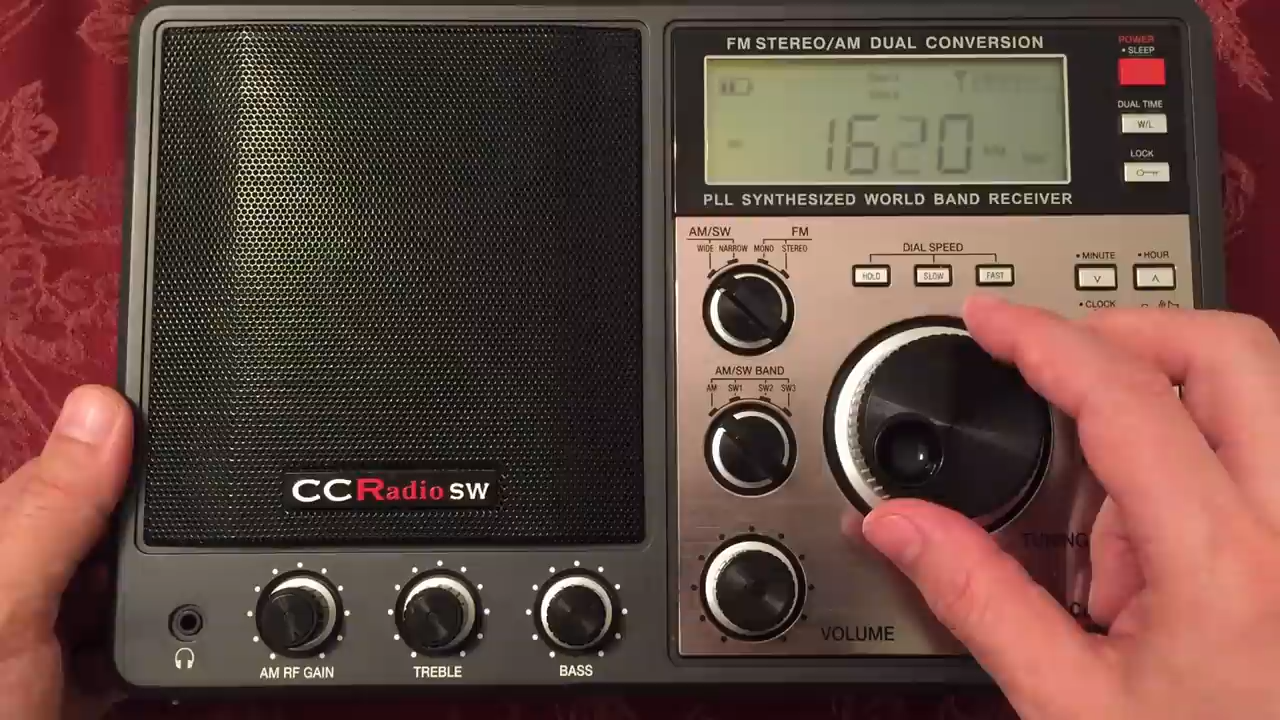 FM STEREO/AM DUAL CONVERSION
POWER
• SLEEP
DUAL TIME
W/L
LOCK
1620
PLL SYNTHESIZED WORLD BAND RECEIVER
AM/SW FM
WIDE NARROW MONO STEREO
DIAL SPEED
HOLD SLOW FAST
• MINUTE • HOUR
• CLOCK
AM/SW BAND
AM SW1 SW2 SW3
CCRadio SW
TUNING
VOLUME
AM RF GAIN TREBLE BASS